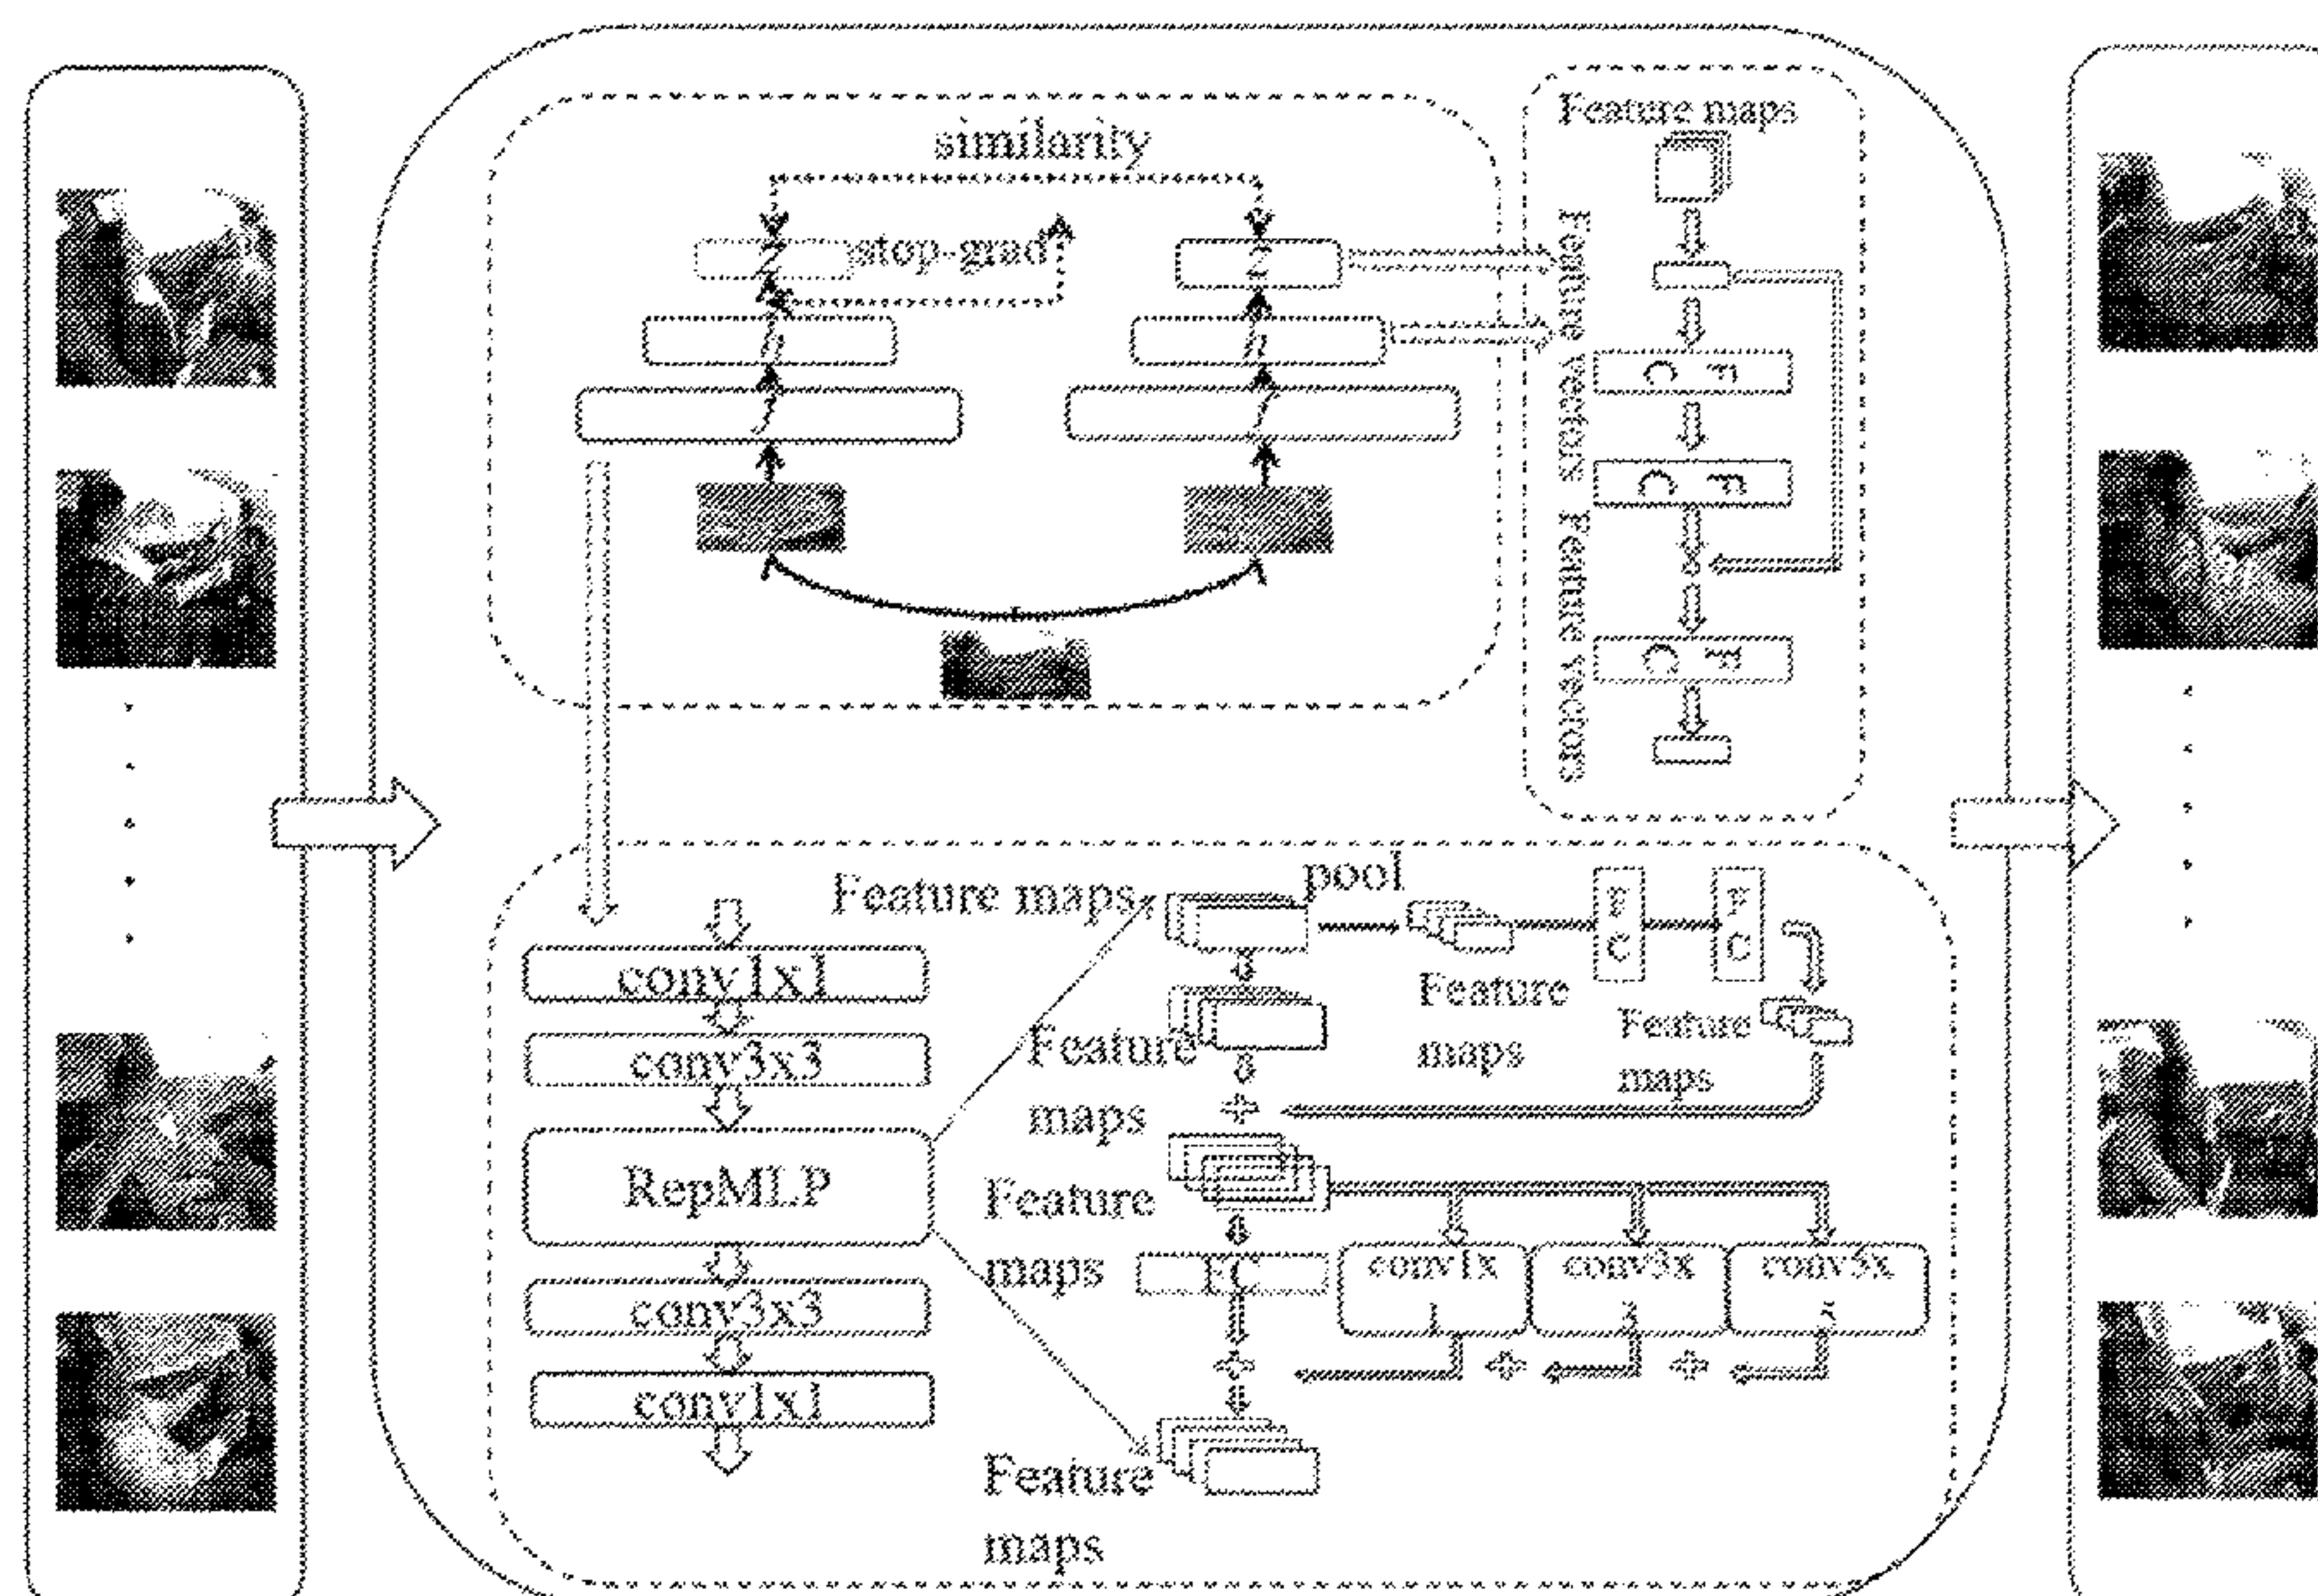 similarity
stop-grad
Feature maps
Feature vectors Feature vectors
F C
F C
F C
Feature maps
pool
F C
F C
conv1x1
conv3x3
RepMLP
conv3x3
conv1x1
Feature
maps
Feature
maps
Feature
maps
Feature
maps
FC
conv1x
1
conv3x
3
conv5x
5
Feature
maps